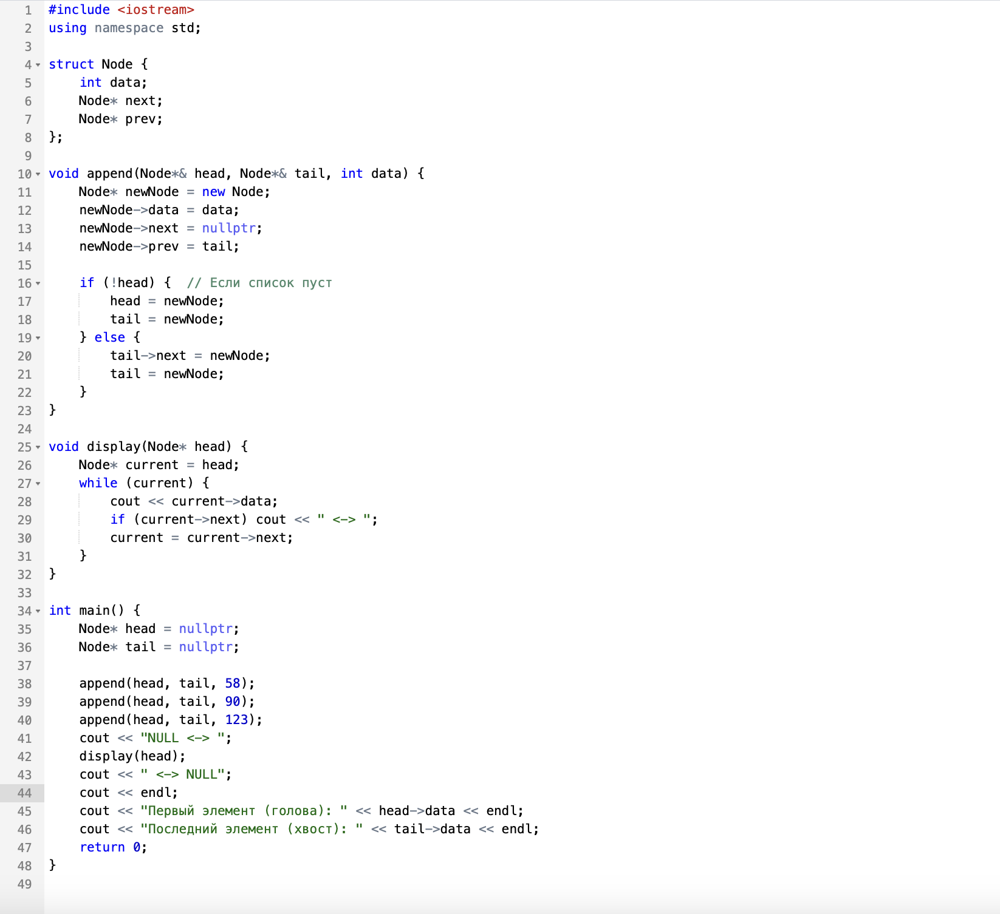 1 #include <iostream>
2 using namespace std;
3
4 struct Node {
5     int data;
6     Node* next;
7     Node* prev;
8 };
9
10 void append(Node*& head, Node*& tail, int data) {
11     Node* newNode = new Node;
12     newNode->data = data;
13     newNode->next = nullptr;
14     newNode->prev = tail;
15
16     if (!head) {  // Если список пуст
17         head = newNode;
18         tail = newNode;
19     } else {
20         tail->next = newNode;
21         tail = newNode;
22     }
23 }
24
25 void display(Node* head) {
26     Node* current = head;
27     while (current) {
28         cout << current->data;
29         if (current->next) cout << " <-> ";
30         current = current->next;
31     }
32 }
33
34 int main() {
35     Node* head = nullptr;
36     Node* tail = nullptr;
37
38     append(head, tail, 58);
39     append(head, tail, 90);
40     append(head, tail, 123);
41     cout << "NULL <-> ";
42     display(head);
43     cout << " <-> NULL";
44     cout << endl;
45     cout << "Первый элемент (голова): " << head->data << endl;
46     cout << "Последний элемент (хвост): " << tail->data << endl;
47     return 0;
48 }
49